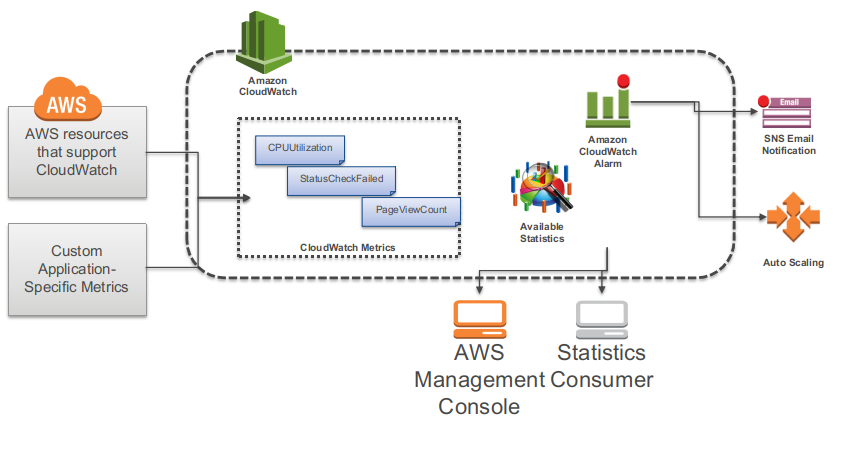 Amazon
CloudWatch
AWS
AWS resources
that support
CloudWatch
Custom
Application-
Specific Metrics
CPUUtilization
StatusCheckFailed
PageViewCount
CloudWatch Metrics
Amazon
CloudWatch
Alarm
Available
Statistics
Email
SNS Email
Notification
Auto Scaling
AWS
Management
Console
Statistics
Consumer